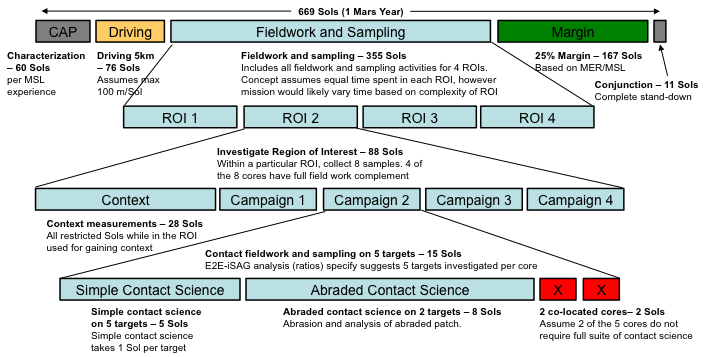 669 Sols (1 Mars Year)
CAP
Driving
Fieldwork and Sampling
Margin
Characterization
– 60 Sols
per MSL
experience
Driving 5km
– 76 Sols
Assumes max
100 m/Sol
Fieldwork and sampling – 355 Sols
Includes all fieldwork and sampling activities for 4 ROIs.
Concept assumes equal time spent in each ROI, however
mission would likely vary time based on complexity of ROI
25% Margin – 167 Sols
Based on MER/MSL
Conjunction – 11 Sols
Complete stand-down
ROI 1
ROI 2
ROI 3
ROI 4
Investigate Region of Interest – 88 Sols
Within a particular ROI, collect 8 samples. 4 of
the 8 cores have full field work complement
Context
Campaign 1
Campaign 2
Campaign 3
Campaign 4
Context measurements – 28 Sols
All restricted Sols while in the ROI
used for gaining context
Contact fieldwork and sampling on 5 targets – 15 Sols
E2E-iSAG analysis (ratios) specify suggests 5 targets investigated per core
Simple Contact Science
Abraded Contact Science
X
X
Simple contact science
on 5 targets – 5 Sols
Simple contact science
takes 1 Sol per target
Abraded contact science on 2 targets – 8 Sols
Abrasion and analysis of abraded patch.
2 co-located cores– 2 Sols
Assume 2 of the 5 cores do not
require full suite of contact science